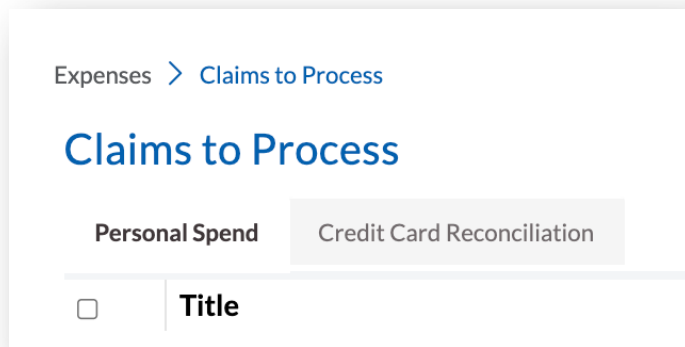 Expenses > Claims to Process
Claims to Process
Personal Spend Credit Card Reconciliation
Title